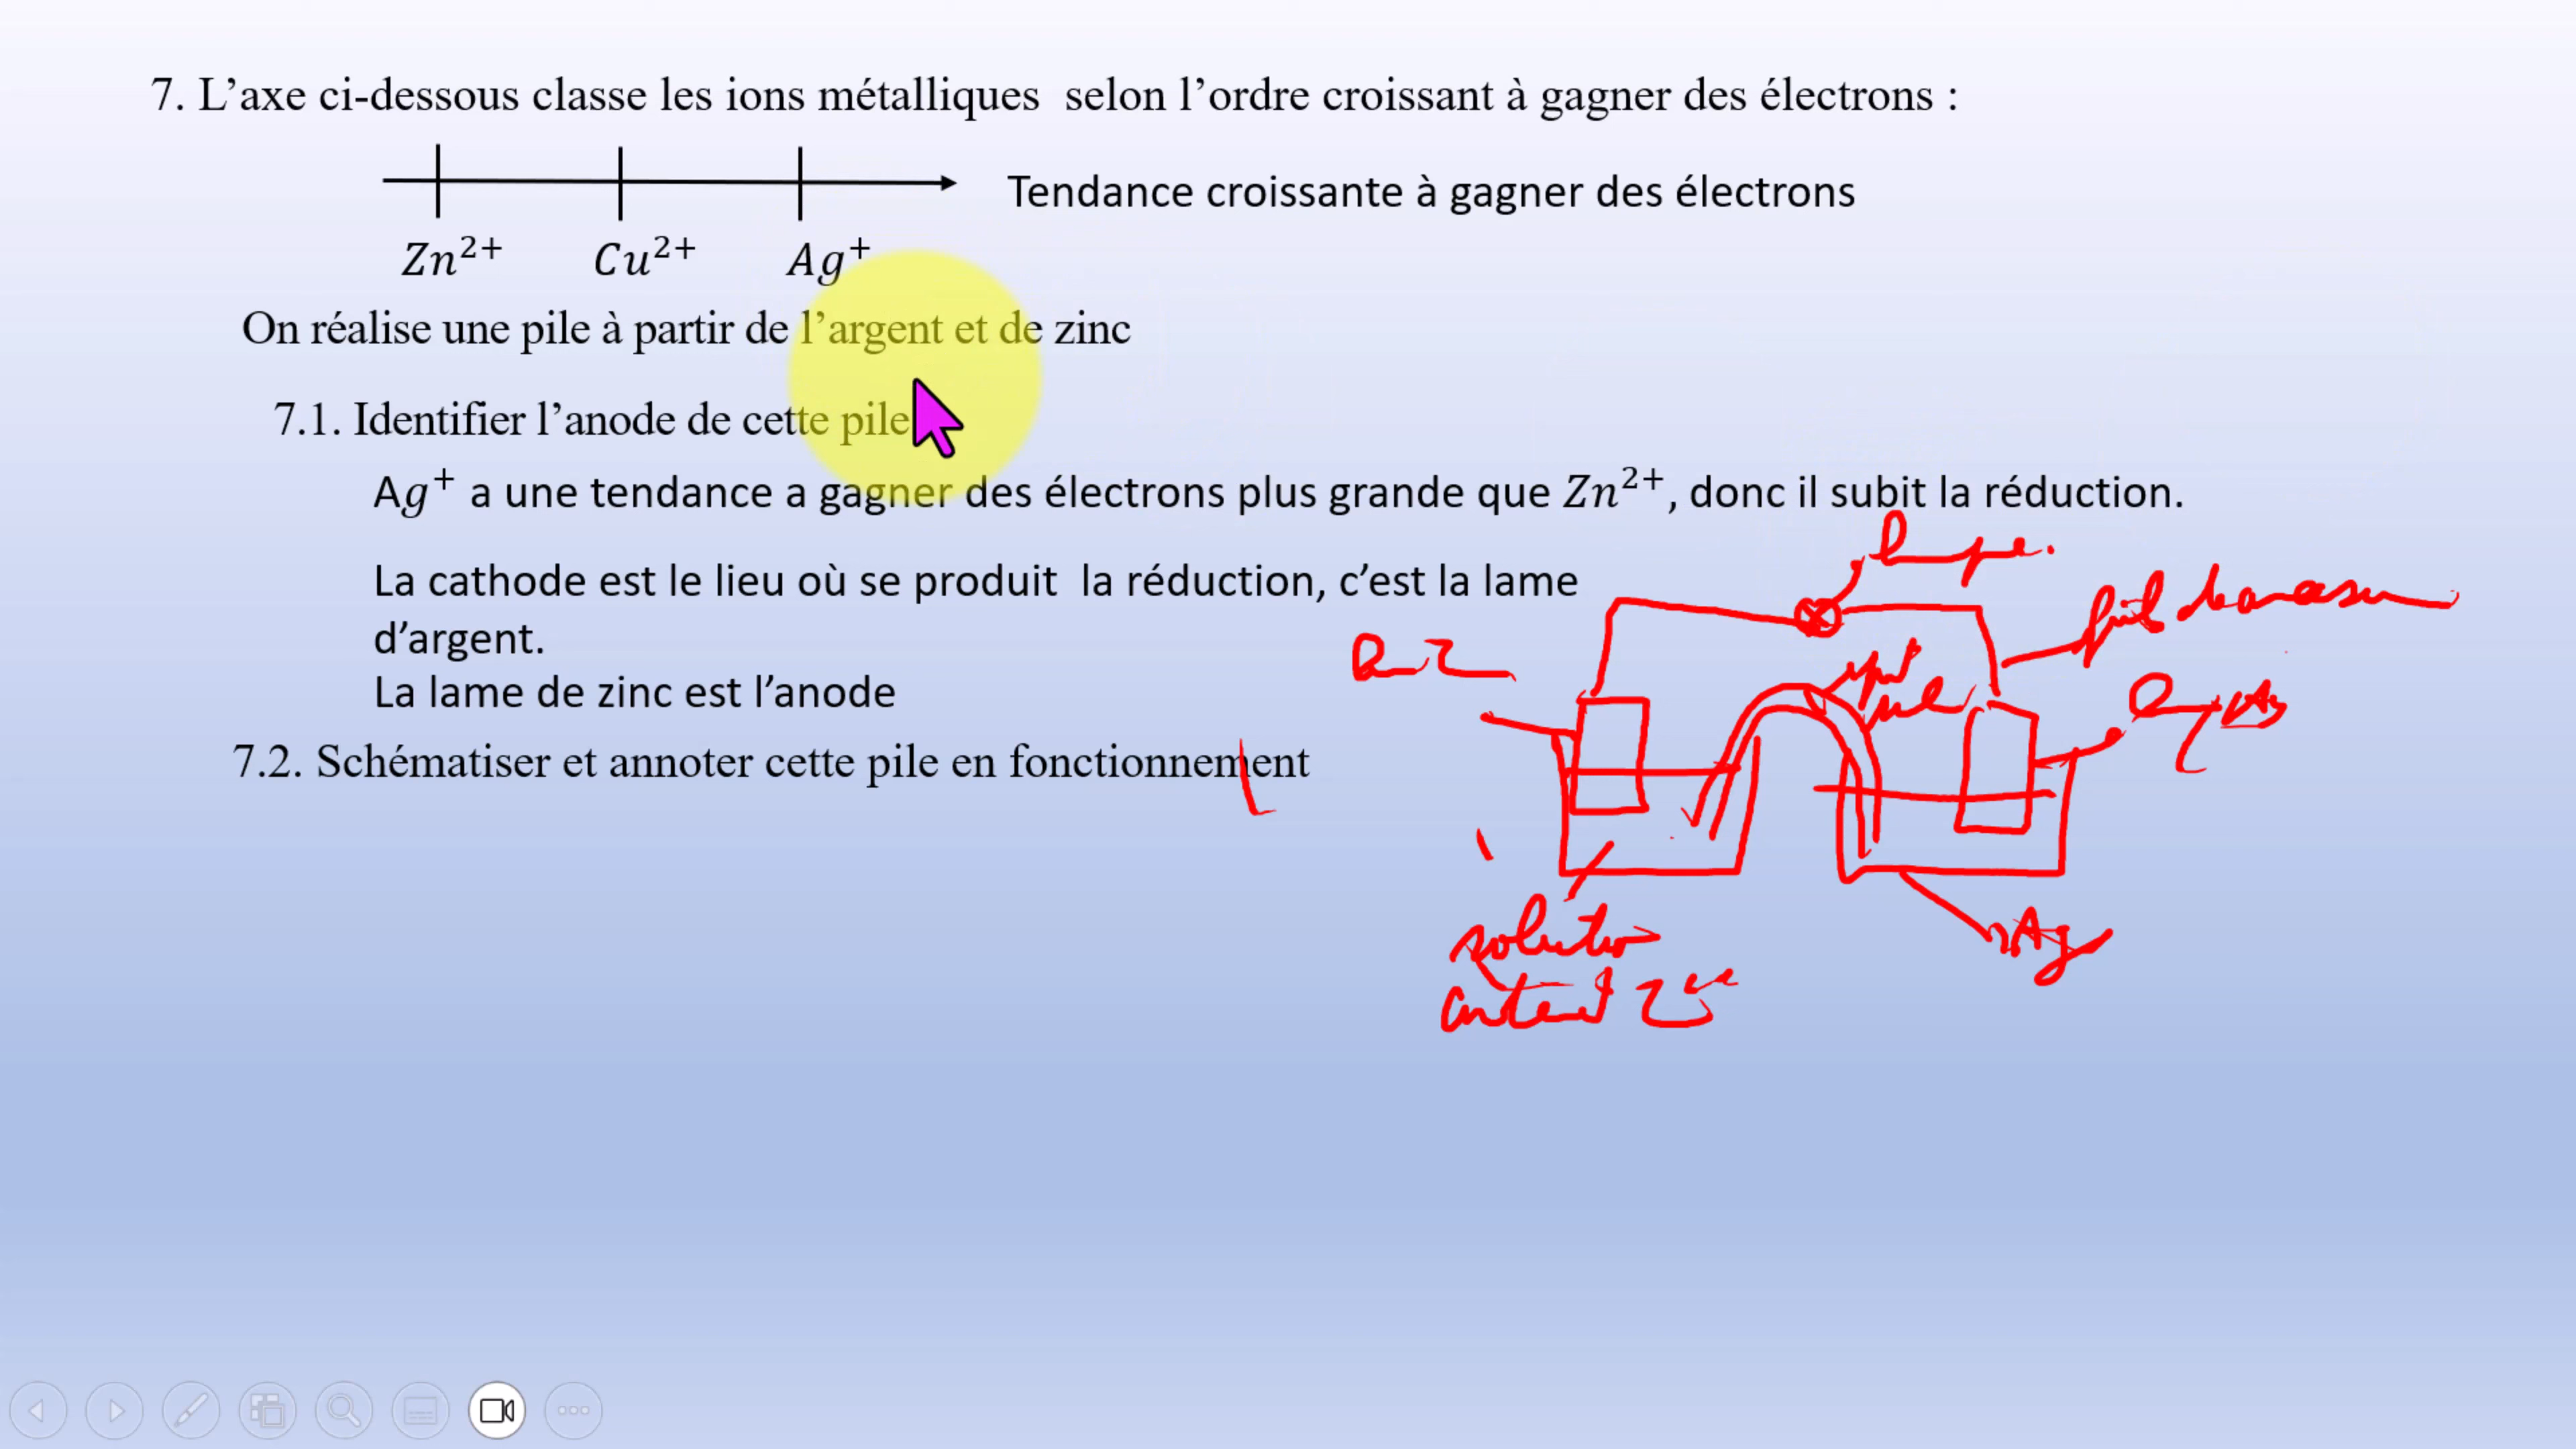 7. L’axe ci-dessous classe les ions métalliques selon l’ordre croissant à gagner des électrons :
Tendance croissante à gagner des électrons
Zn²⁺ Cu²⁺ Ag⁺
On réalise une pile à partir de l’argent et de zinc
7.1. Identifier l’anode de cette pile
Ag⁺ a une tendance a gagner des électrons plus grande que Zn²⁺, donc il subit la réduction.
La cathode est le lieu où se produit la réduction, c’est la lame
d’argent.
La lame de zinc est l’anode
7.2. Schématiser et annoter cette pile en fonctionnement
solution
Ag